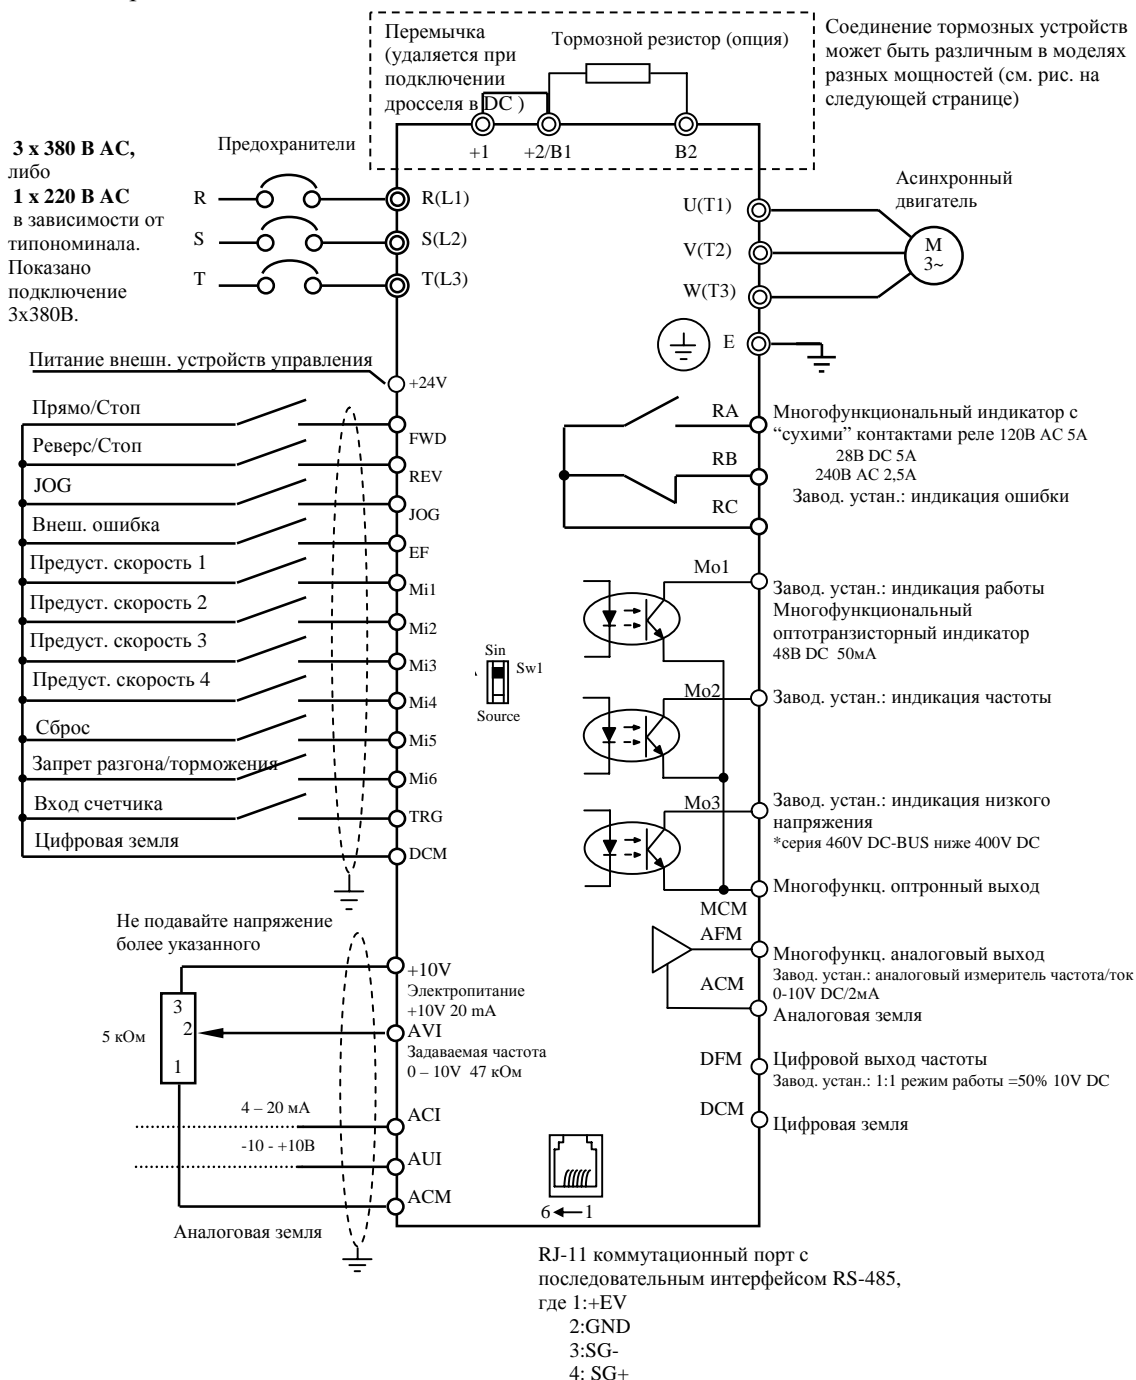 Перемычка
(удаляется при
подключении
дросселя в DC )
Тормозной резистор (опция)
Соединение тормозных устройств
может быть различным в моделях
разных мощностей (см. рис. на
следующей странице)
+1
+2/B1
B2
3 x 380 В AC,
либо
1 x 220 В AC
в зависимости от
типономинала.
Показано
подключение
3x380В.
Предохранители
R
R(L1)
S
S(L2)
T
T(L3)
U(T1)
V(T2)
W(T3)
Асинхронный
двигатель
M
3~
E
Питание внешн. устройств управления
+24V
Прямо/Стоп
FWD
Реверс/Стоп
REV
JOG
JOG
Внеш. ошибка
EF
Предуст. скорость 1
Mi1
Предуст. скорость 2
Mi2
Предуст. скорость 3
Mi3
Предуст. скорость 4
Mi4
Сброс
Mi5
Запрет разгона/торможения
Mi6
Вход счетчика
TRG
Цифровая земля
DCM
Sin
Sw1
Source
RA
RB
RC
Многофункциональный индикатор с
“сухими” контактами реле 120В AC 5A
28В DC 5A
240В AC 2,5A
Завод. устан.: индикация ошибки
Mo1
Завод. устан.: индикация работы
Многофункциональный
оптотранзисторный индикатор
48В DC 50мА
Mo2
Завод. устан.: индикация частоты
Mo3
Завод. устан.: индикация низкого
напряжения
*серия 460V DC-BUS ниже 400V DC
Многофункц. оптронный выход
MCM
AFM
Многофункц. аналоговый выход
Завод. устан.: аналоговый измеритель частота/ток
0-10V DC/2мА
ACM
Аналоговая земля
DFM
Цифровой выход частоты
Завод. устан.: 1:1 режим работы =50% 10V DC
DCM
Цифровая земля
Не подавайте напряжение
более указанного
+10V
Электропитание
+10V 20 mA
3
2
1
5 кОм
AVI
Задаваемая частота
0 – 10V 47 кОм
4 – 20 мА
ACI
-10 - +10В
AUI
ACM
Аналоговая земля
6
1
RJ-11 коммутационный порт с
последовательным интерфейсом RS-485,
где 1:+EV
2:GND
3:SG-
4: SG+